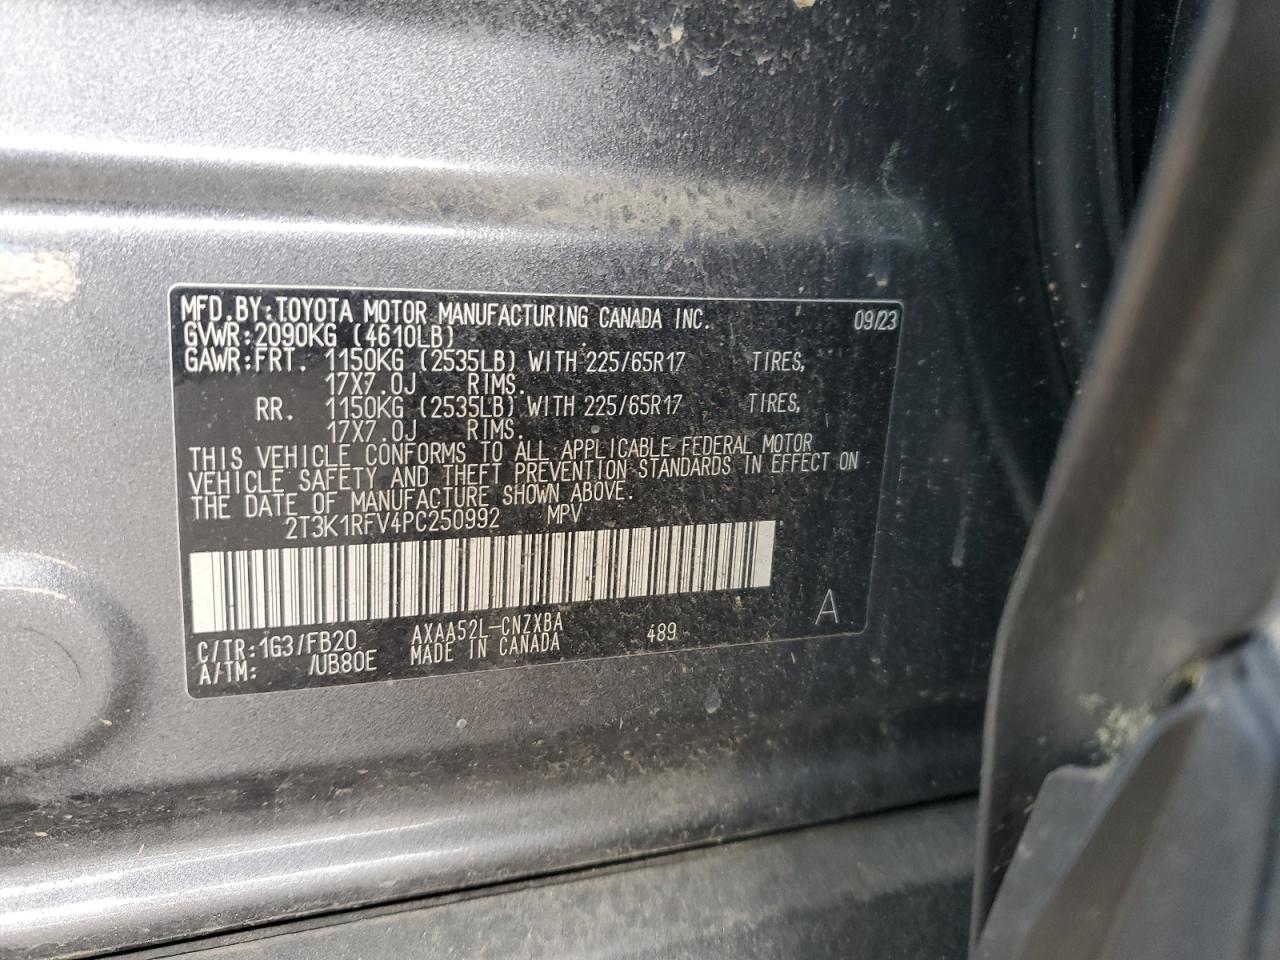 MFD.BY:TOYOTA MOTOR MANUFACTURING CANADA INC. 09/23
GVWR:2090KG (4610LB)
GAWR:FRT. 1150KG (2535LB) WITH 225/65R17 TIRES,
17X7.0J RIMS.
RR. 1150KG (2535LB) WITH 225/65R17 TIRES,
17X7.0J RIMS.
THIS VEHICLE CONFORMS TO ALL APPLICABLE FEDERAL MOTOR
VEHICLE SAFETY AND THEFT PREVENTION STANDARDS IN EFFECT ON
THE DATE OF MANUFACTURE SHOWN ABOVE.
2T3K1RFV4PC250992 MPV
A
C/TR:1G3/FB20 AXAA52L-CNZXBA 489
A/TM: /UB80E MADE IN CANADA